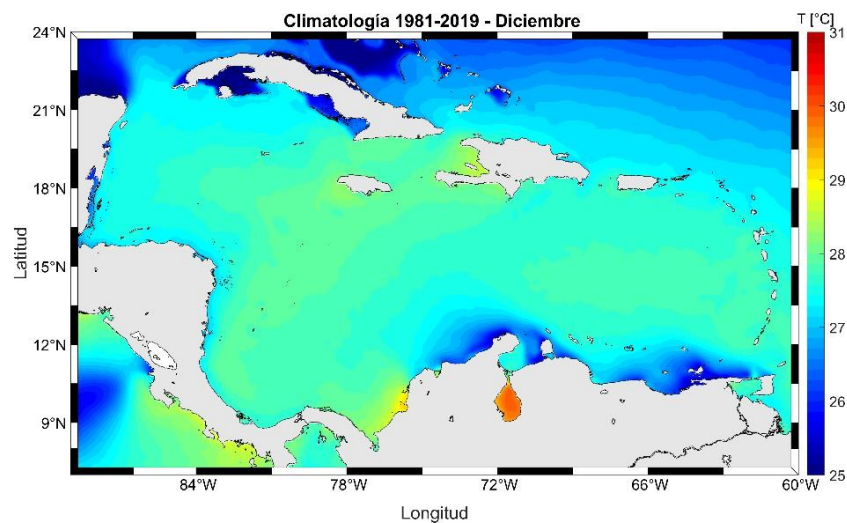 Climatología 1981-2019 - Diciembre
T [°C]
24°N
21°N
18°N
15°N
12°N
9°N
Latitud
84°W
78°W
72°W
66°W
60°W
Longitud
31
30
29
28
27
26
25